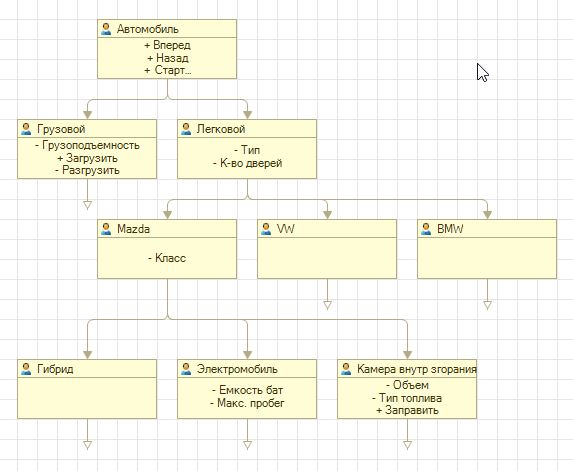 Автомобиль
+ Вперед
+ Назад
+ Старт...
Грузовой
- Грузоподъемность
+ Загрузить
- Разгрузить
Легковой
- Тип
- К-во дверей
Mazda
- Класс
VW
BMW
Гибрид
Электромобиль
- Емкость бат
- Макс. пробег
Камера внутр згорания
- Объем
- Тип топлива
+ Заправить